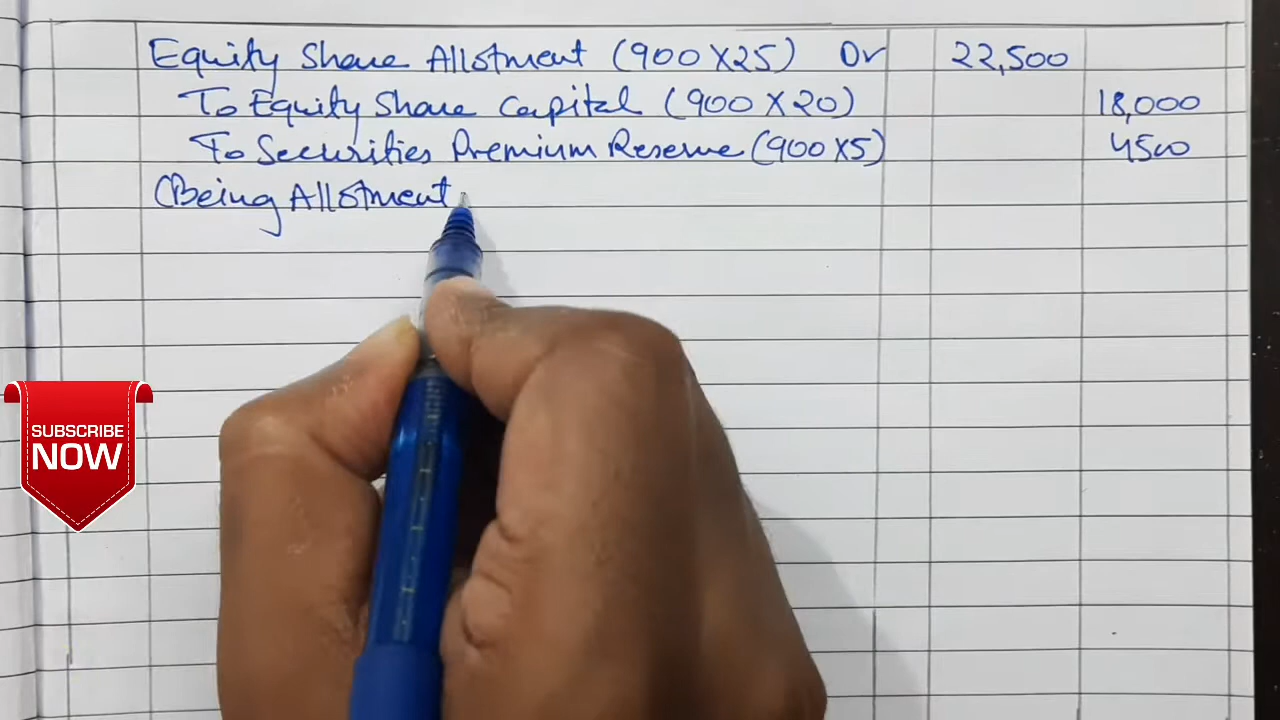 Equity Share Allotment (900 X 25) Dr 22,500
To Equity Share Capital (900 X 20) 18,000
To Securities Premium Reserve (900 X 5) 4500
(Being Allotment
SUBSCRIBE
NOW